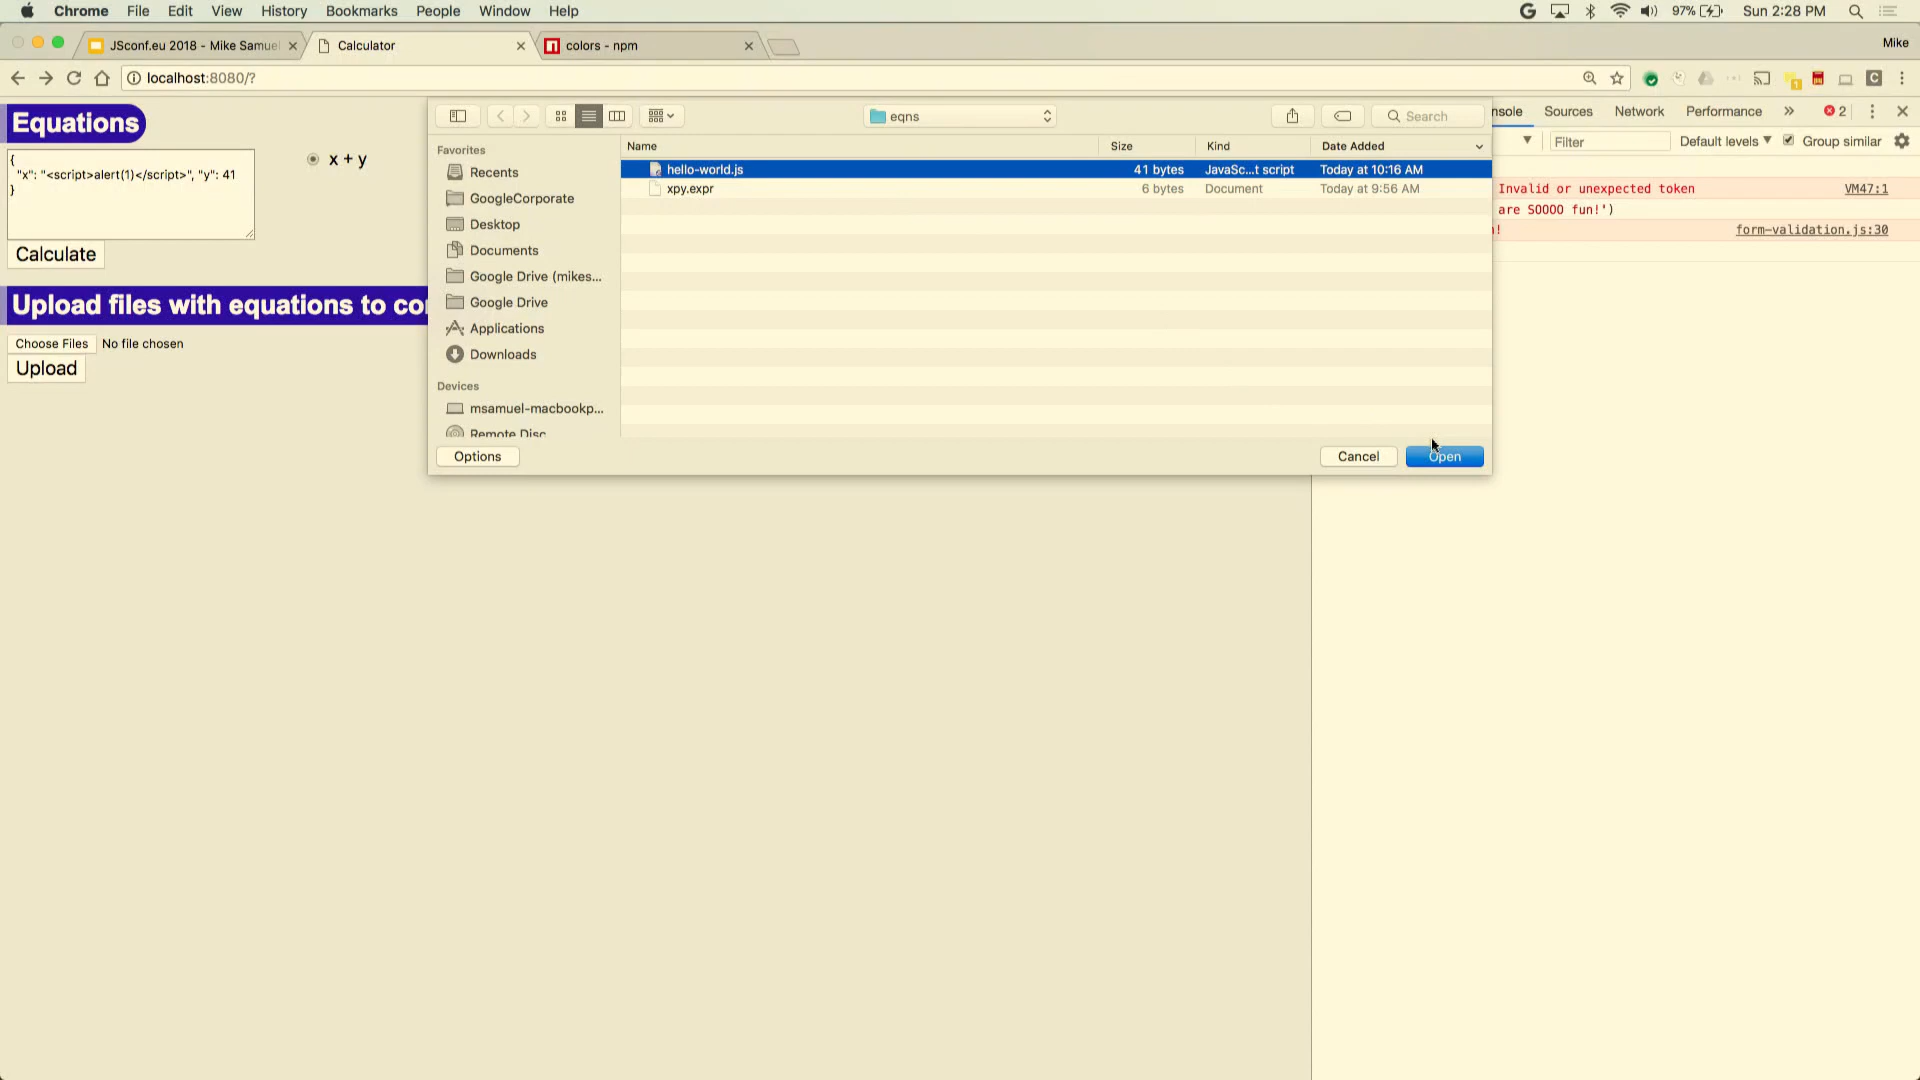 Chrome File Edit View History Bookmarks People Window Help 97% Sun 2:28 PM
JSconf.eu 2018 - Mike Samuel Calculator colors - npm Mike
localhost:8080/?
Equations
{
"x": "<script>alert(1)</script>", "y": 41
}
x + y
Calculate
Upload files with equations to co
Choose Files No file chosen
Upload
eqns Search
Favorites
Recents
GoogleCorporate
Desktop
Documents
Google Drive (mikes...
Google Drive
Applications
Downloads
Devices
msamuel-macbookp...
Remote Disc
Name Size Kind Date Added
hello-world.js 41 bytes JavaSc...t script Today at 10:16 AM
xpy.expr 6 bytes Document Today at 9:56 AM
Options Cancel Open
nsole Sources Network Performance » 2
Filter Default levels Group similar
Invalid or unexpected token VM47:1
are SOOOO fun!')
! form-validation.js:30